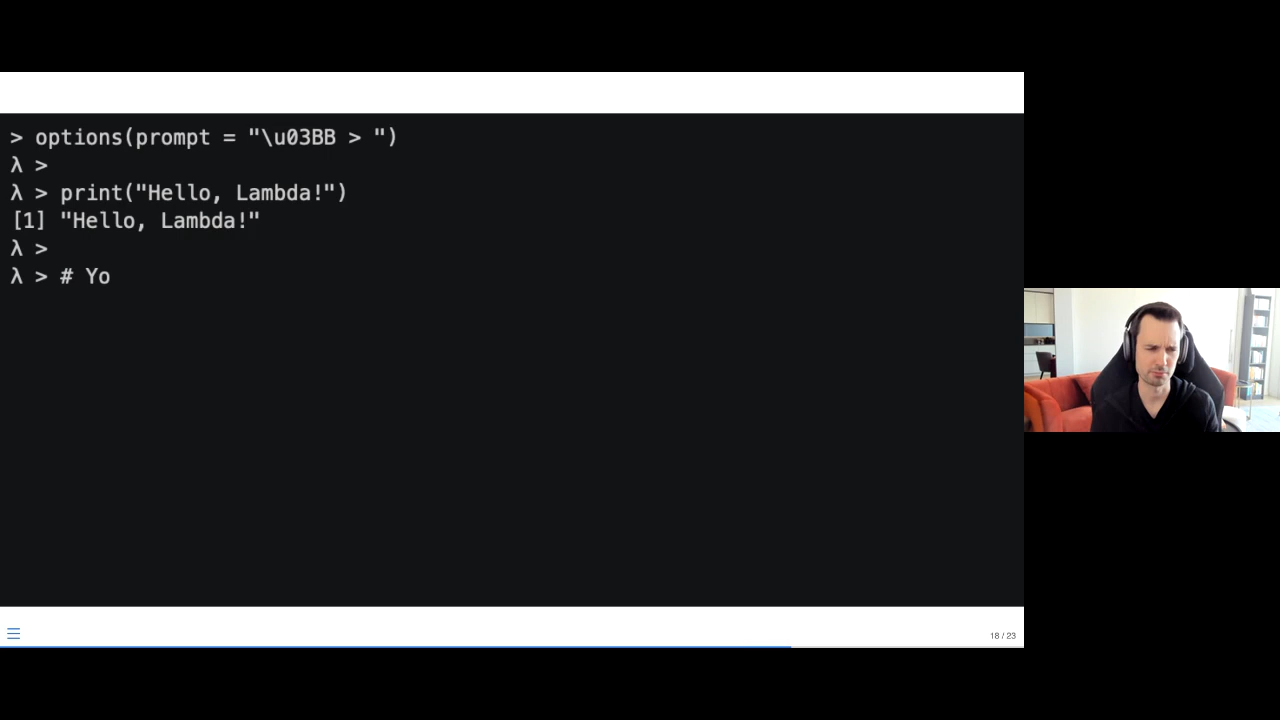 > options(prompt = "\u03BB > ")
λ >
λ > print("Hello, Lambda!")
[1] "Hello, Lambda!"
λ >
λ > # Yo
18 / 23